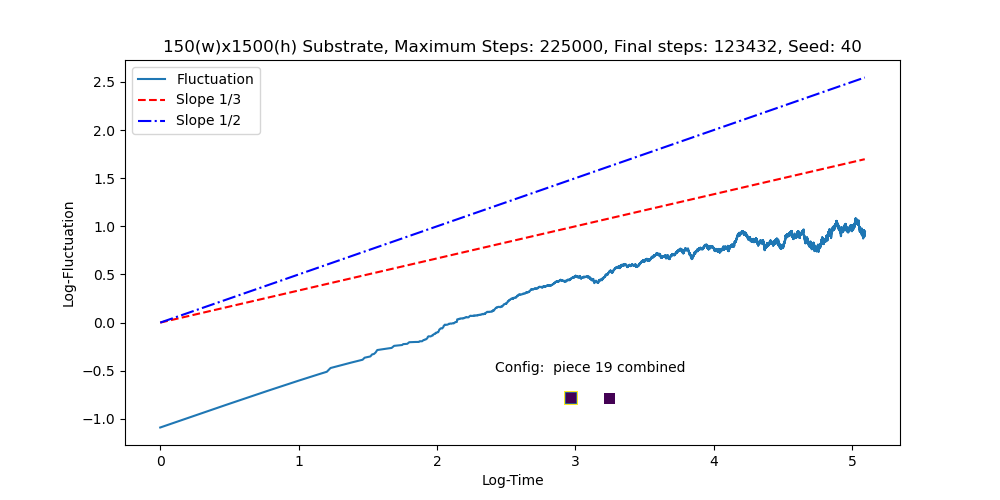 150(w)x1500(h) Substrate, Maximum Steps: 225000, Final steps: 123432, Seed: 40
Fluctuation
Slope 1/3
Slope 1/2
2.5
2.0
1.5
1.0
0.5
0.0
−0.5
−1.0
Log-Fluctuation
Config:  piece 19 combined
0 1 2 3 4 5
Log-Time